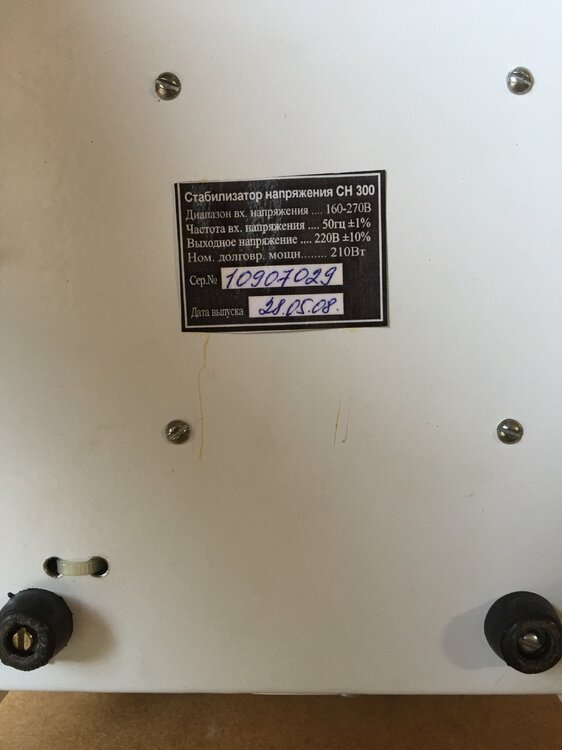 Стабилизатор напряжения СН 300
Диапазон вх. напряжения .... 160-270В
Частота вх. напряжения .... 50гц ±1%
Выходное напряжение .... 220В ±10%
Ном. долговр. мощн........ 210Вт
Сер.№ 10907029
Дата выпуска 28.05.08.